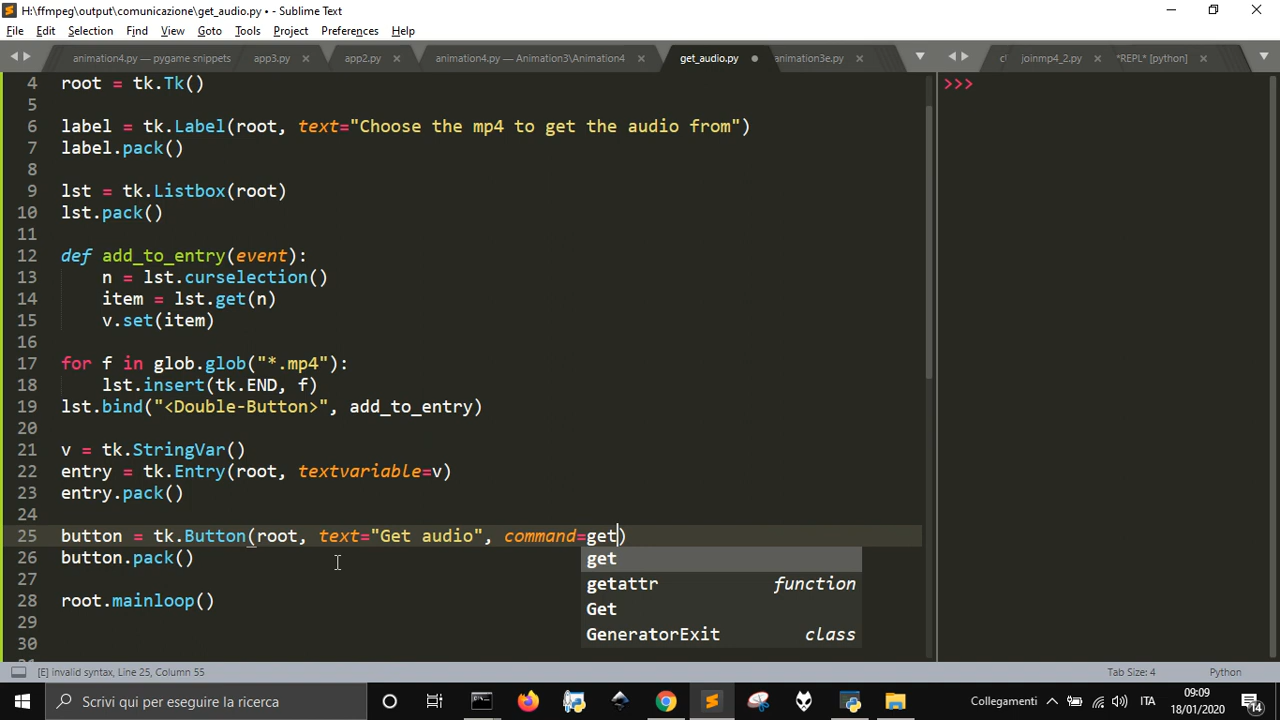 H:\ffmpeg\output\comunicazione\get_audio.py • - Sublime Text
File Edit Selection Find View Goto Tools Project Preferences Help
animation4.py — pygame snippets app3.py app2.py animation4.py — Animation3\Animation4 get_audio.py animation3e.py joinmp4_2.py *REPL* [python]
4 root = tk.Tk() >>>
5
6 label = tk.Label(root, text="Choose the mp4 to get the audio from")
7 label.pack()
8
9 lst = tk.Listbox(root)
10 lst.pack()
11
12 def add_to_entry(event):
13 n = lst.curselection()
14 item = lst.get(n)
15 v.set(item)
16
17 for f in glob.glob("*.mp4"):
18 lst.insert(tk.END, f)
19 lst.bind("<Double-Button>", add_to_entry)
20
21 v = tk.StringVar()
22 entry = tk.Entry(root, textvariable=v)
23 entry.pack()
24
25 button = tk.Button(root, text="Get audio", command=get)
26 button.pack() get
27 getattr function
28 root.mainloop() Get
29 GeneratorExit class
30
[E] invalid syntax, Line 25, Column 55 Tab Size: 4 Python
Scrivi qui per eseguire la ricerca Collegamenti ITA 09:09
18/01/2020 14